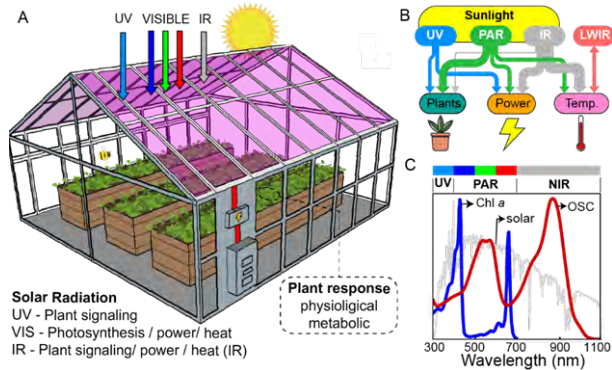 A
UV VISIBLE IR
Plant response
physioligical
metabolic
Solar Radiation
UV - Plant signaling
VIS - Photosynthesis / power/ heat
IR - Plant signaling/ power / heat (IR)
B
Sunlight
UV PAR IR LWIR
Plants Power Temp.
C
UV PAR NIR
Chl a
solar
OSC
300 500 700 900 1100
Wavelength (nm)